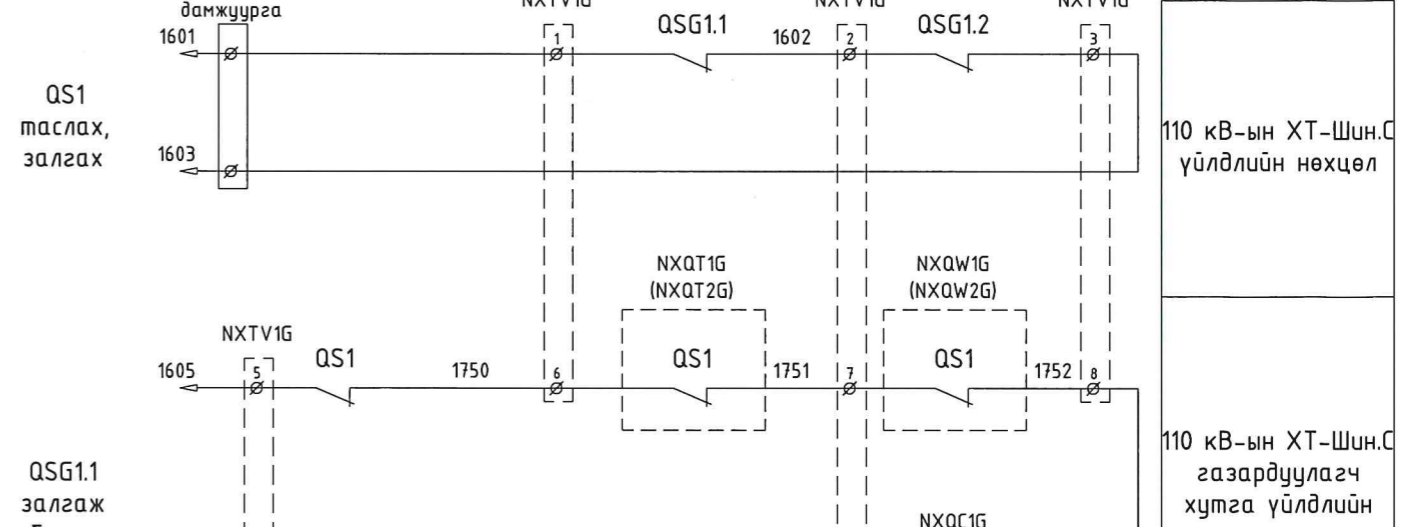 дамжуурга
NXTV1G
NXTV1G
NXTV1G
1601
1
QSG1.1
1602
2
QSG1.2
3
QS1
таслах,
залгах
1603
110 кВ-ын ХТ-Шин.С
үйлдлийн нөхцөл
NXQT1G
(NXQT2G)
NXQW1G
(NXQW2G)
NXTV1G
1605
5
QS1
1750
6
QS1
1751
7
QS1
1752
8
QSG1.1
залгаж
110 кВ-ын ХТ-Шин.С
газардуулагч
хутга үйлдлийн
NXQC1G